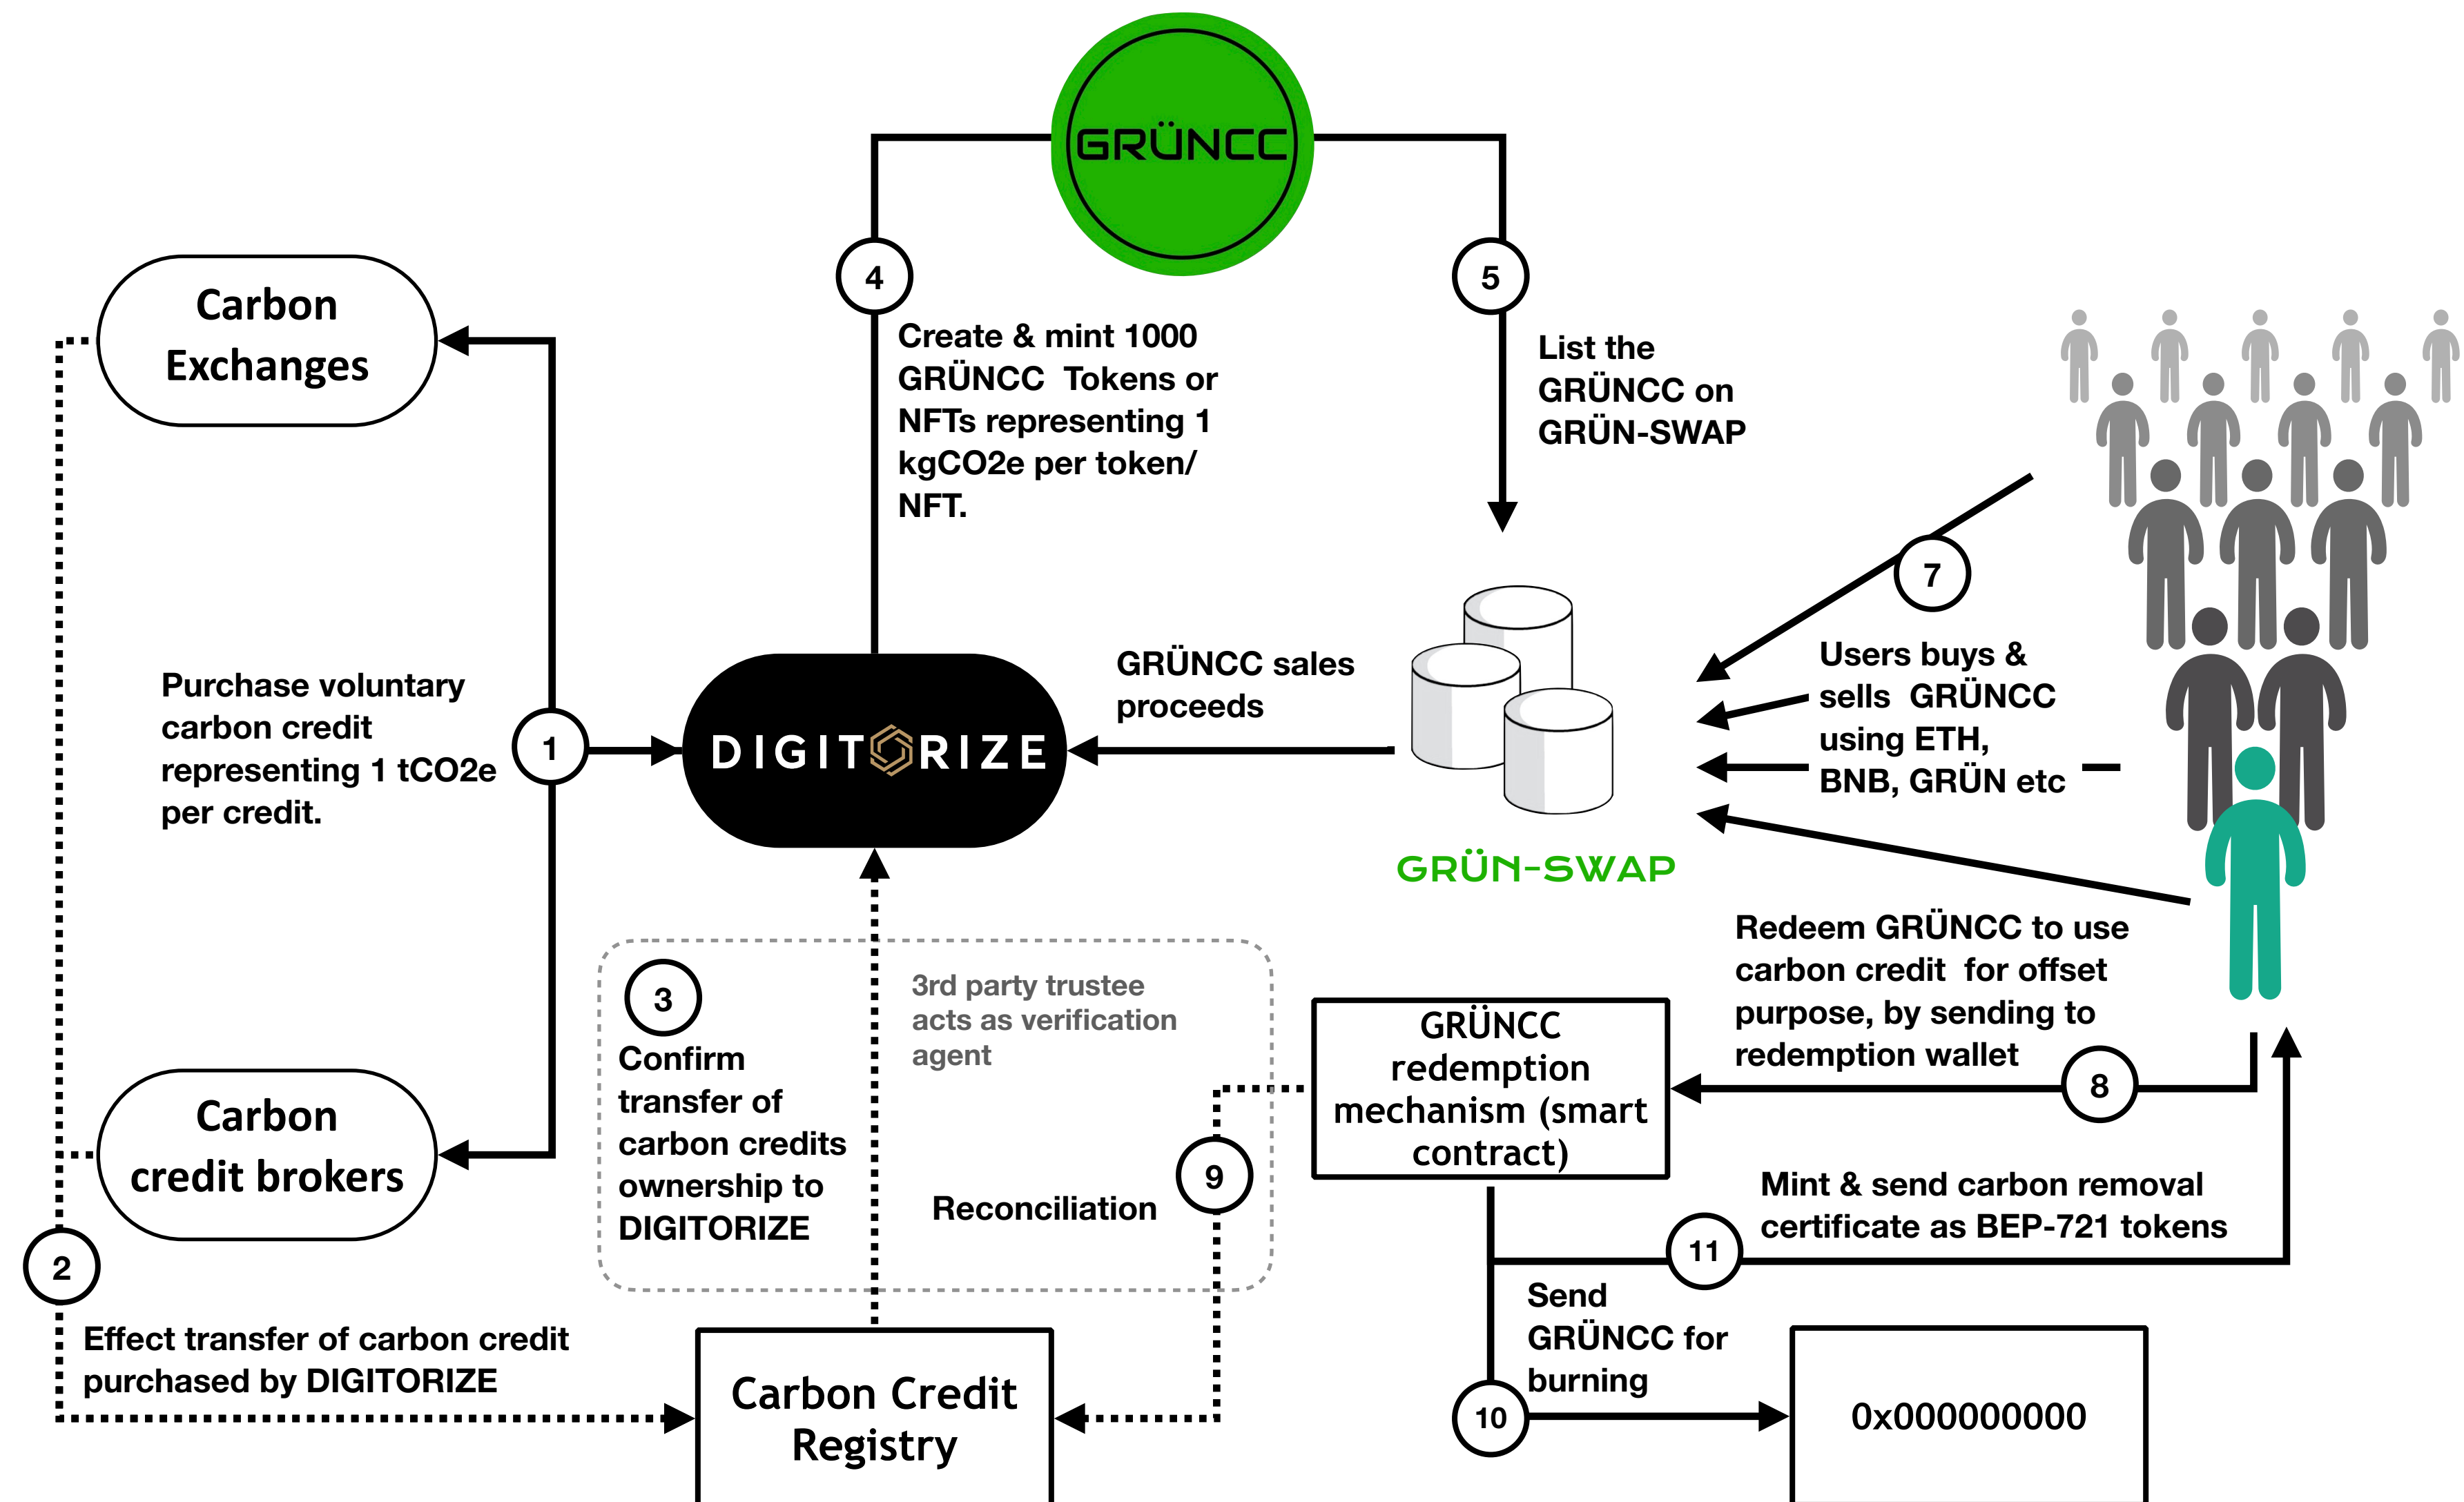 GRÜNCC
4
5
Carbon
Exchanges
Create & mint 1000
GRÜNCC Tokens or
NFTs representing 1
kgCO2e per token/
NFT.
List the
GRÜNCC on
GRÜN-SWAP
7
Purchase voluntary
carbon credit
representing 1 tCO2e
per credit.
1
DIGITORIZE
GRÜNCC sales
proceeds
Users buys &
sells GRÜNCC
using ETH,
BNB, GRÜN etc
GRÜN-SWAP
Redeem GRÜNCC to use
carbon credit for offset
purpose, by sending to
redemption wallet
8
3
Confirm
transfer of
carbon credits
ownership to
DIGITORIZE
3rd party trustee
acts as verification
agent
Reconciliation
9
GRÜNCC
redemption
mechanism (smart
contract)
Carbon
credit brokers
Mint & send carbon removal
certificate as BEP-721 tokens
11
2
Effect transfer of carbon credit
purchased by DIGITORIZE
Carbon Credit
Registry
Send
GRÜNCC for
burning
10
0x000000000